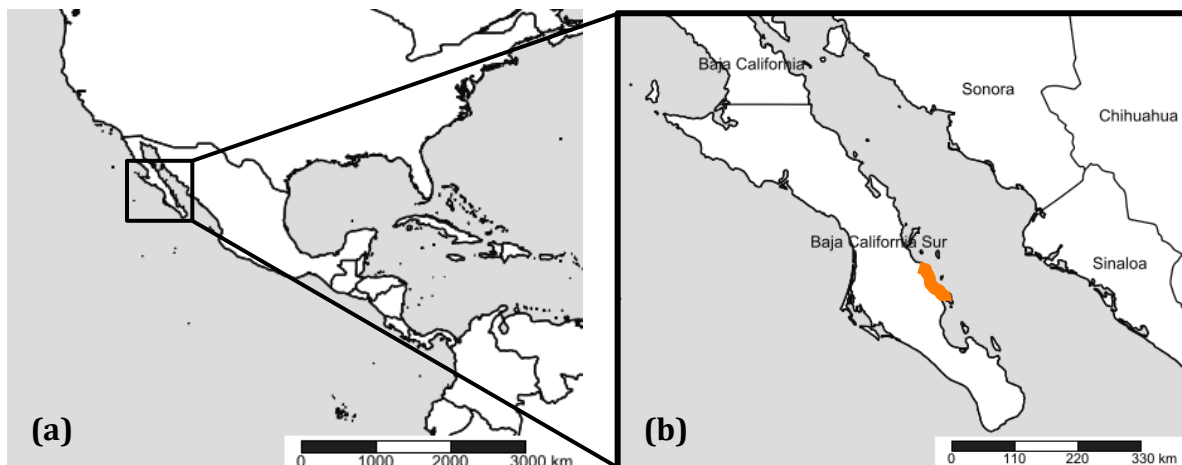 Baja California
Sonora
Chihuahua
Baja California Sur
Sinaloa
(a)
0 1000 2000 3000 km
(b)
0 110 220 330 km